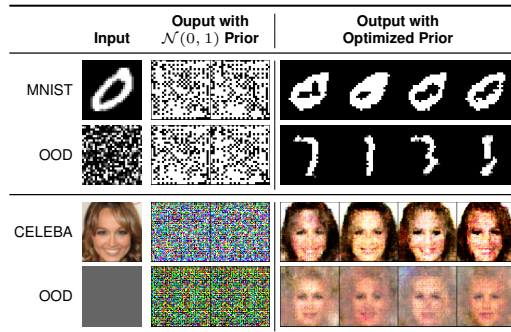 Input
Ouput with
N(0, 1) Prior
Output with
Optimized Prior
MNIST
OOD
CELEBA
OOD